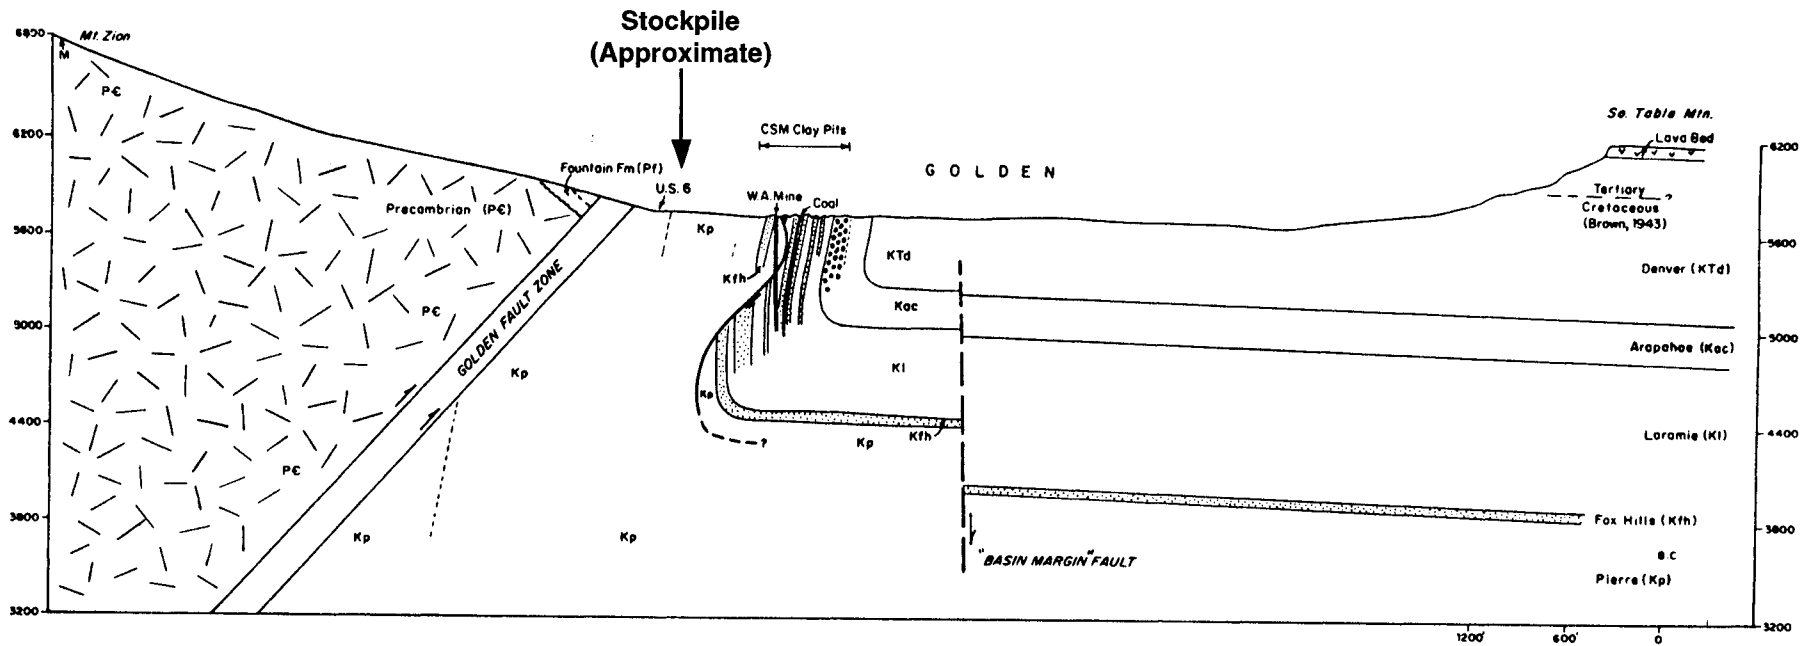 Stockpile
(Approximate)
6800
Mt. Zion
M
P€
So. Table Mtn.
6200
CSM Clay Pits
Lava Bed
6200
GOLDEN
Fountain Fm (Pf)
U.S. 6
W.A. Mine
Tertiary ?
Precambrian (P€)
Coal
Cretaceous
(Brown, 1943)
5600
Kp
5600
KTd
Denver (KTd)
Kfh
GOLDEN FAULT ZONE
P€
Kac
5000
5000
Arapahoe (Kac)
Kp
Kl
Kp
4400
?
Kp
Kfh
4400
Laramie (Kl)
P€
3800
Kp
Kp
Fox Hills (Kfh)
3800
"BASIN MARGIN" FAULT
e.c
Pierre (Kp)
3200
3200
1200'
600'
0